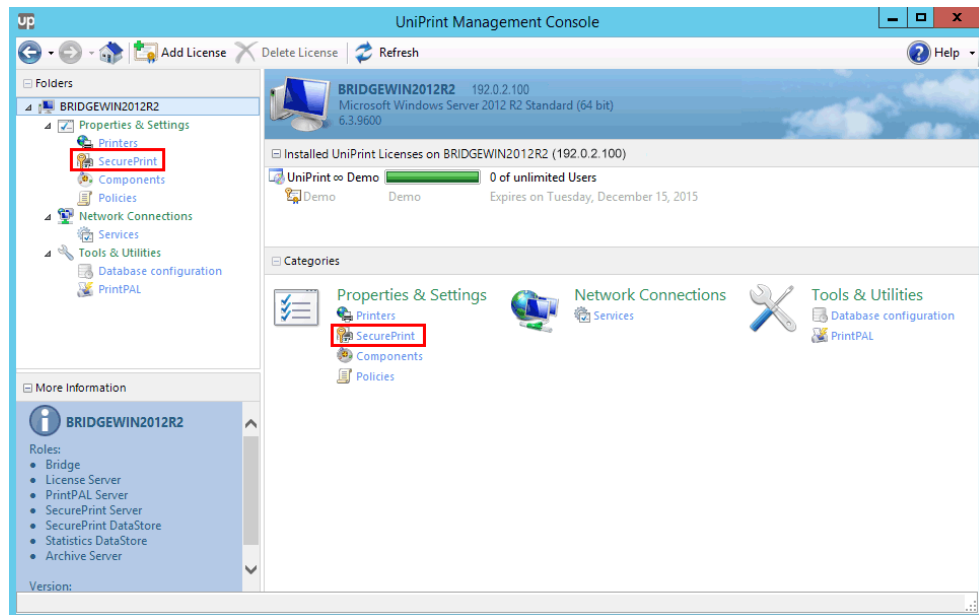 up
UniPrint Management Console
Add License
Delete License
Refresh
Help
Folders
BRIDGEWIN2012R2
Properties & Settings
Printers
SecurePrint
Components
Policies
Network Connections
Services
Tools & Utilities
Database configuration
PrintPAL
More Information
BRIDGEWIN2012R2
Roles:
• Bridge
• License Server
• PrintPAL Server
• SecurePrint Server
• SecurePrint DataStore
• Statistics DataStore
• Archive Server
Version:
BRIDGEWIN2012R2 192.0.2.100
Microsoft Windows Server 2012 R2 Standard (64 bit)
6.3.9600
Installed UniPrint Licenses on BRIDGEWIN2012R2 (192.0.2.100)
UniPrint ∞ Demo 0 of unlimited Users
Demo Demo Expires on Tuesday, December 15, 2015
Categories
Properties & Settings
Printers
SecurePrint
Components
Policies
Network Connections
Services
Tools & Utilities
Database configuration
PrintPAL